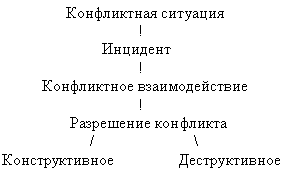 Конфликтная ситуация
Инцидент
Конфликтное взаимодействие
Разрешение конфликта
Конструктивное Деструктивное